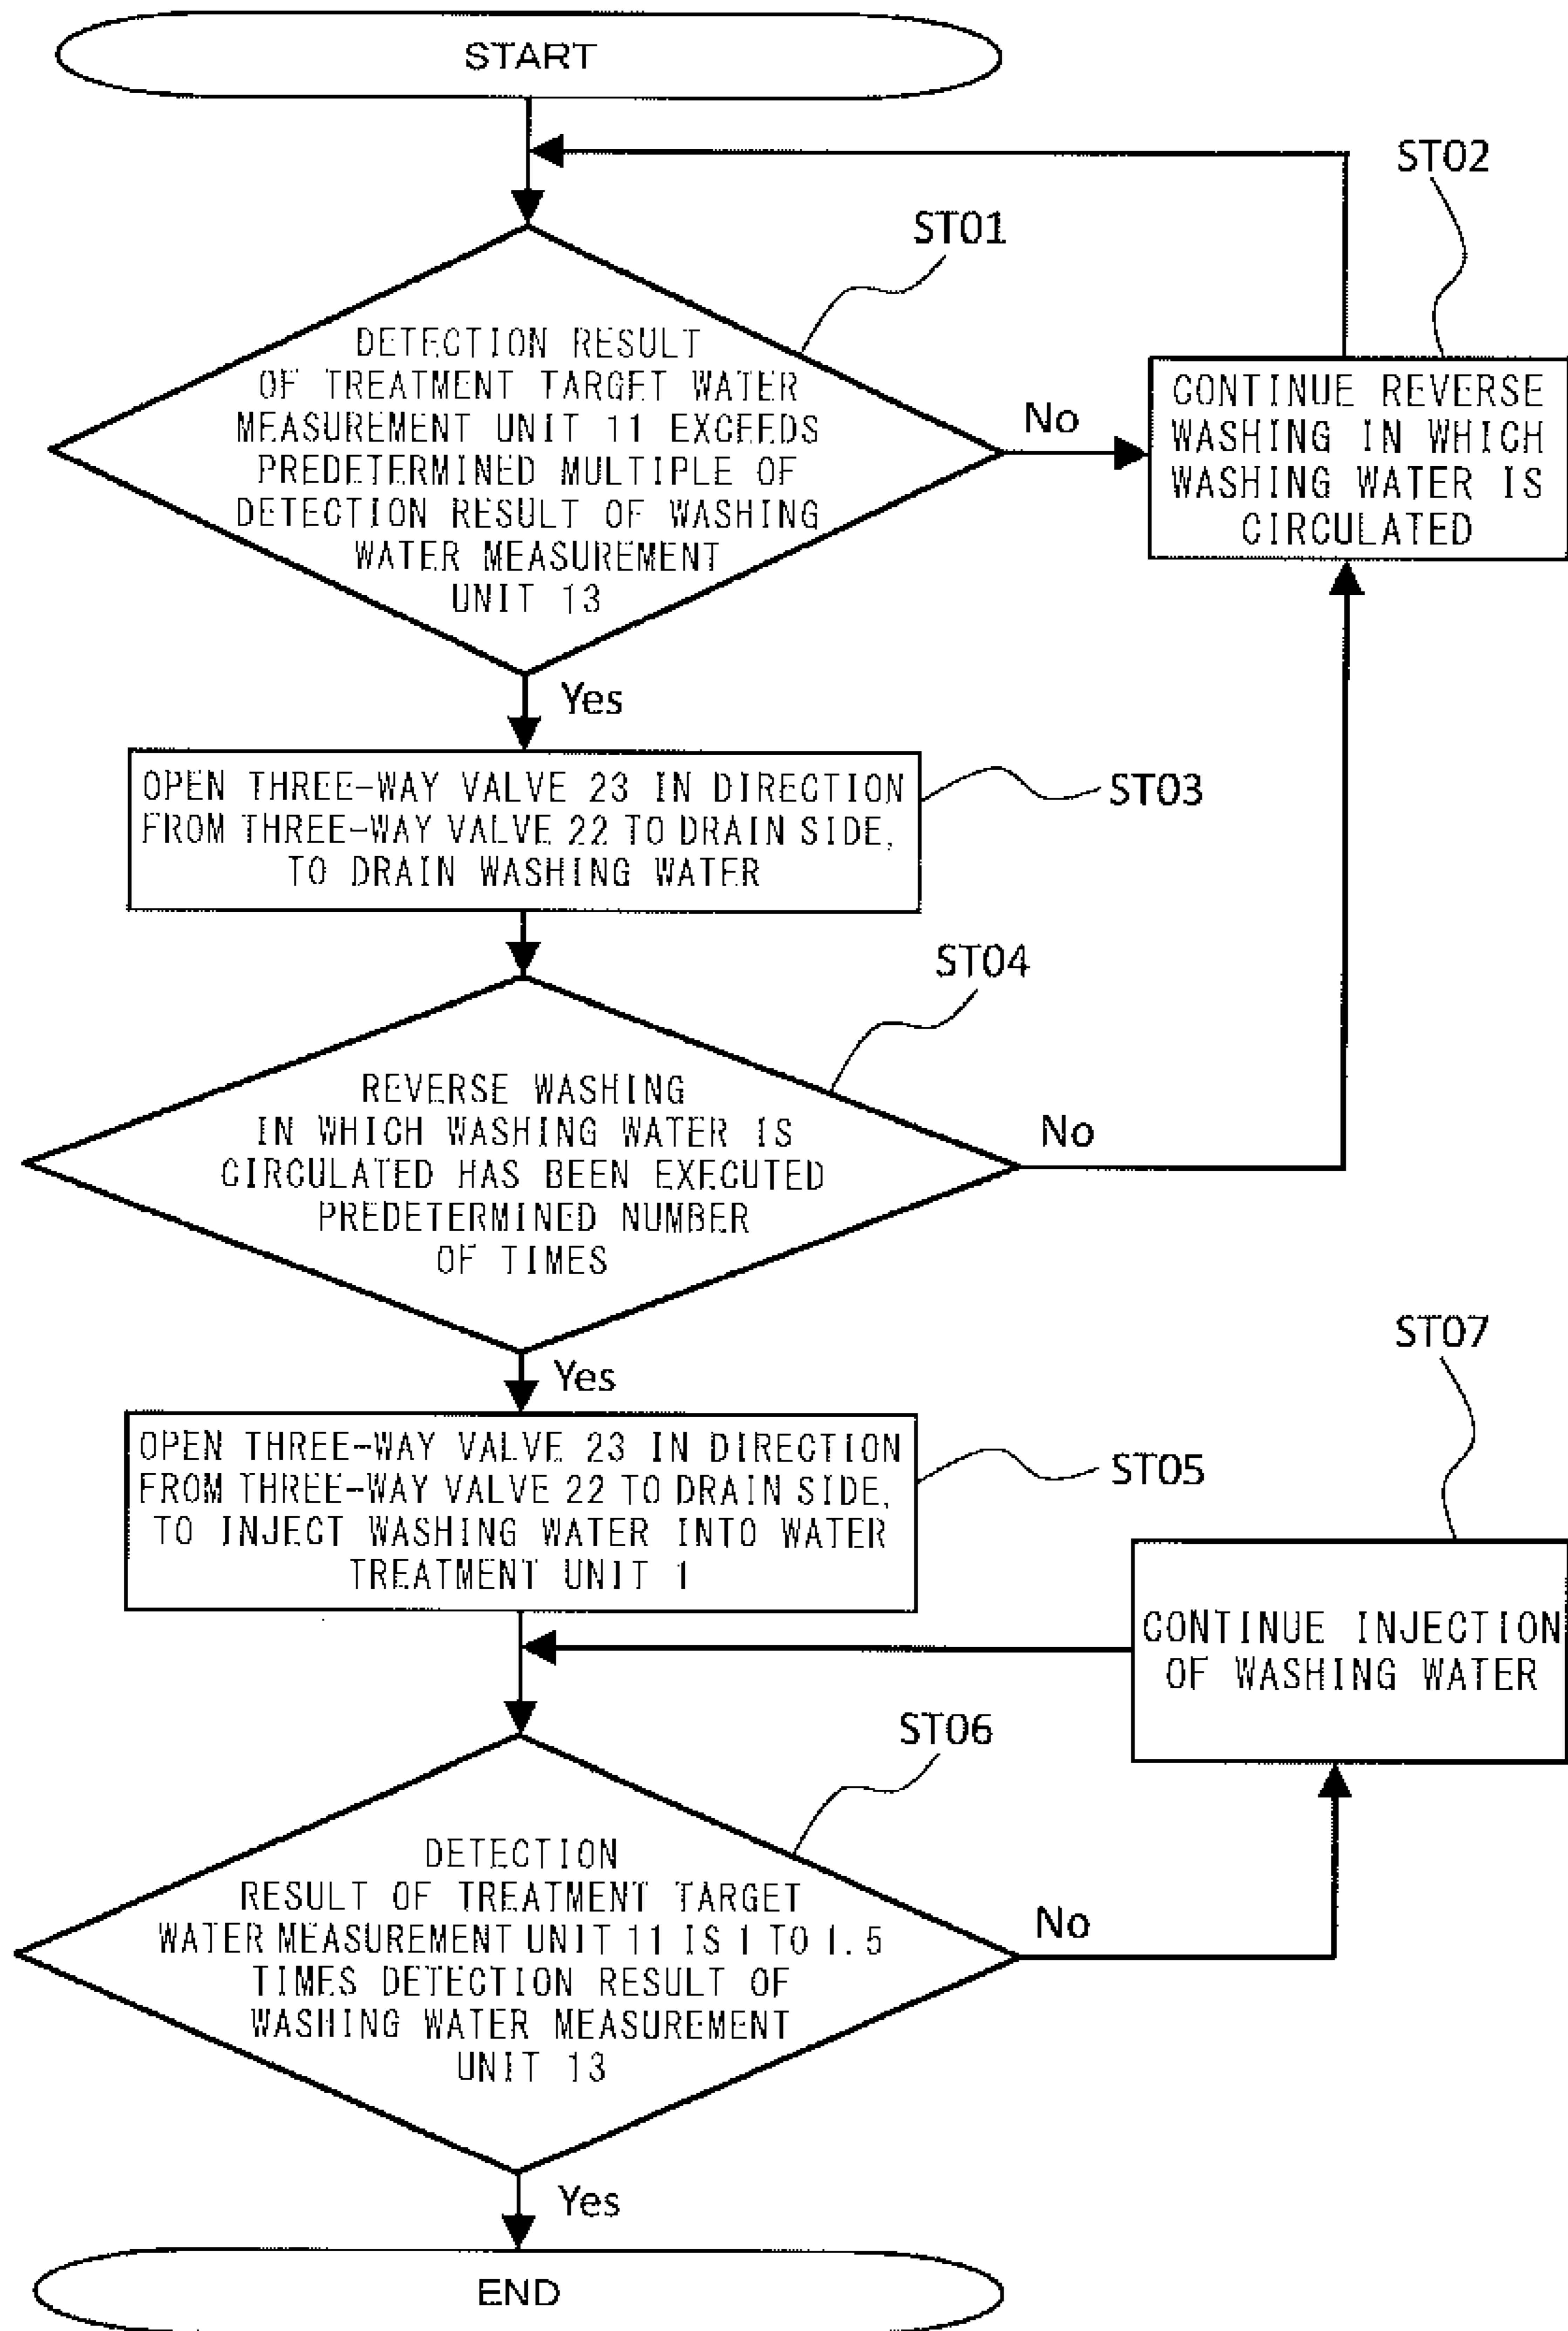 START
ST02
ST01
DETECTION RESULT
OF TREATMENT TARGET WATER
MEASUREMENT UNIT 11 EXCEEDS
PREDETERMINED MULTIPLE OF
DETECTION RESULT OF WASHING
WATER MEASUREMENT
UNIT 13
No
CONTINUE REVERSE
WASHING IN WHICH
WASHING WATER IS
CIRCULATED
Yes
OPEN THREE-WAY VALVE 23 IN DIRECTION
FROM THREE-WAY VALVE 22 TO DRAIN SIDE,
TO DRAIN WASHING WATER
ST03
ST04
REVERSE WASHING
IN WHICH WASHING WATER IS
CIRCULATED HAS BEEN EXECUTED
PREDETERMINED NUMBER
OF TIMES
No
Yes
OPEN THREE-WAY VALVE 23 IN DIRECTION
FROM THREE-WAY VALVE 22 TO DRAIN SIDE,
TO INJECT WASHING WATER INTO WATER
TREATMENT UNIT 1
ST05
ST07
CONTINUE INJECTION
OF WASHING WATER
ST06
DETECTION
RESULT OF TREATMENT TARGET
WATER MEASUREMENT UNIT 11 IS 1 TO 1.5
TIMES DETECTION RESULT OF
WASHING WATER MEASUREMENT
UNIT 13
No
Yes
END